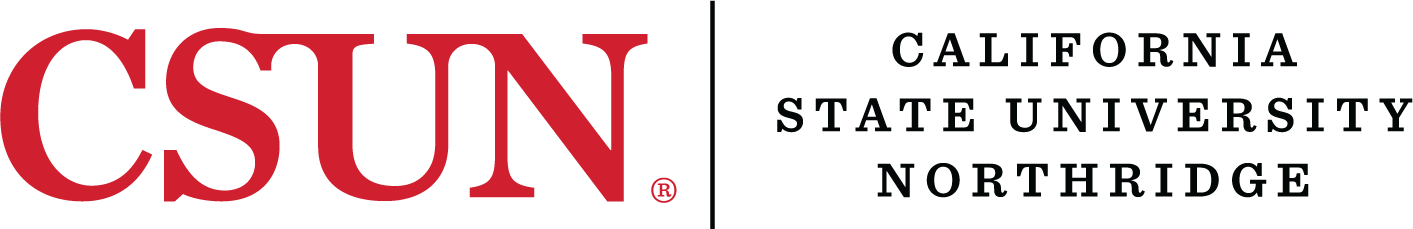 CSUN®
CALIFORNIA
STATE UNIVERSITY
NORTHRIDGE